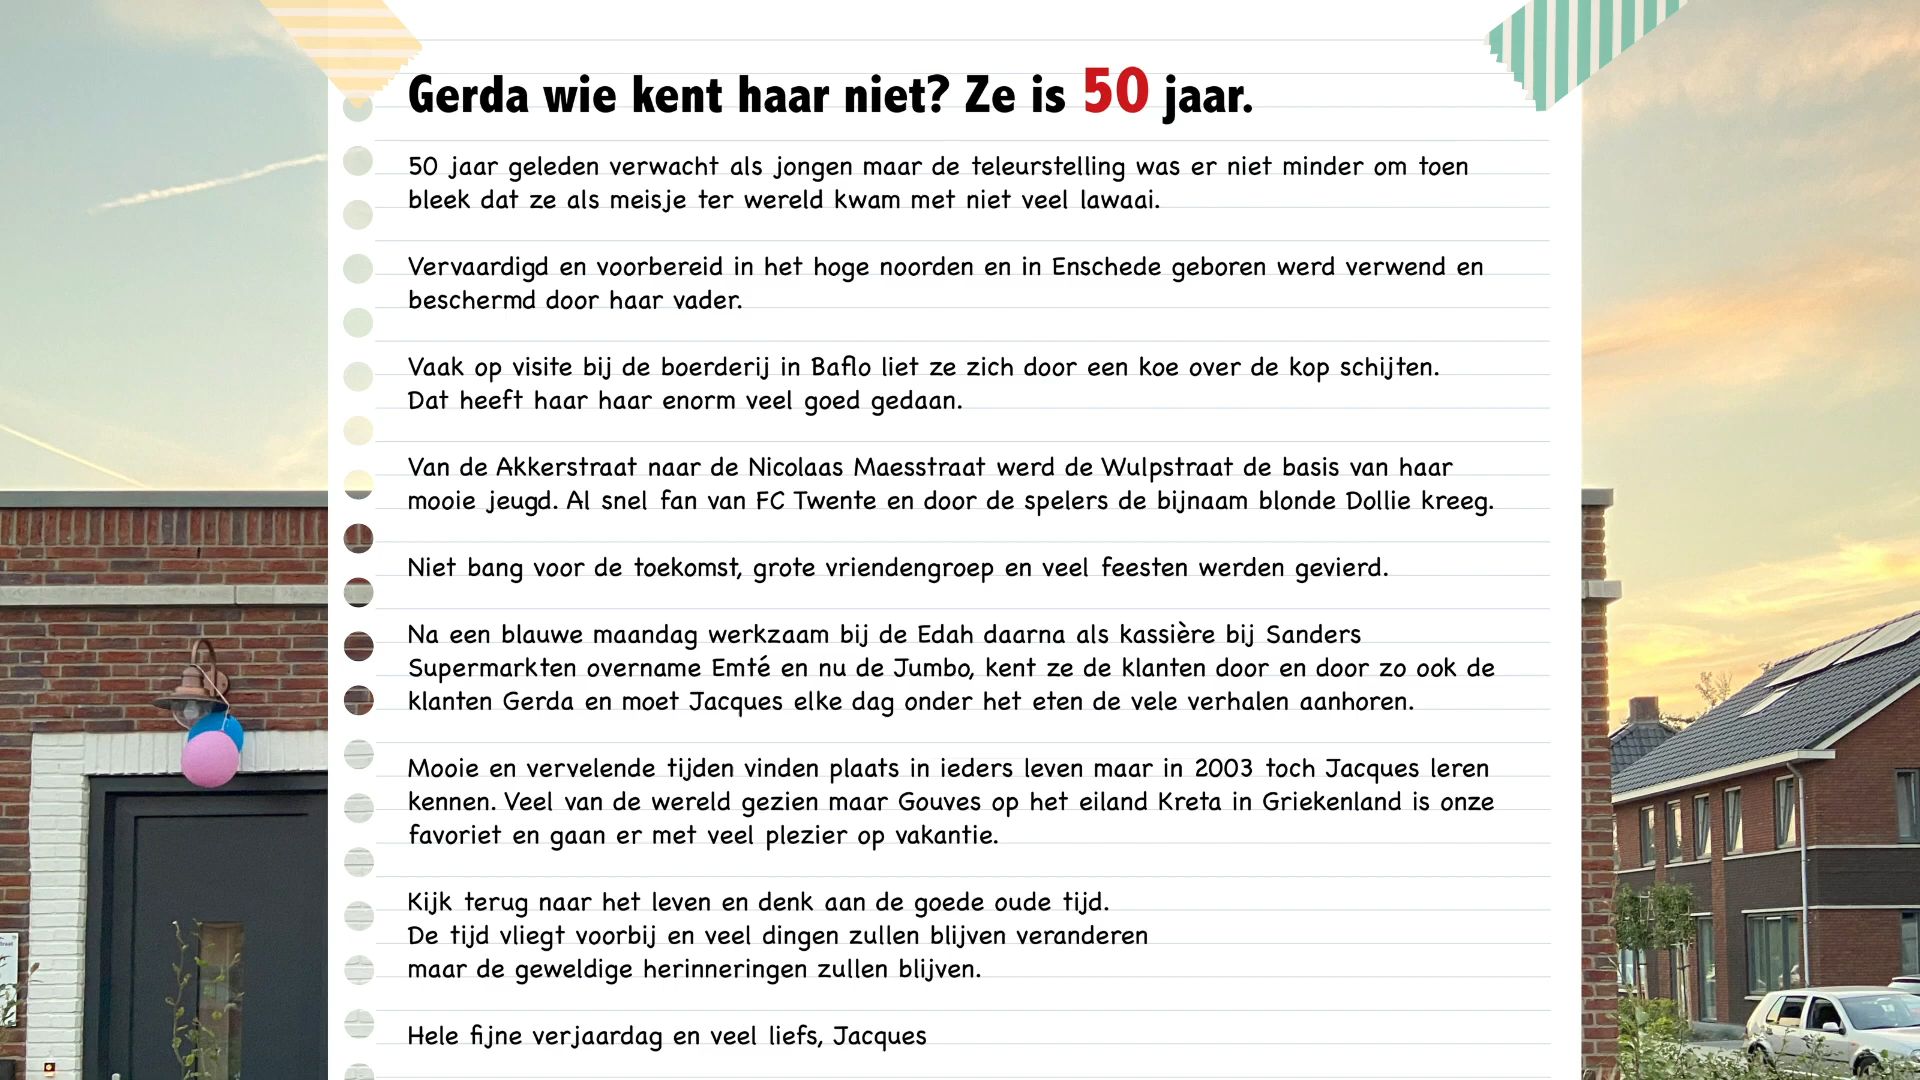 Gerda wie kent haar niet? Ze is 50 jaar.
50 jaar geleden verwacht als jongen maar de teleurstelling was er niet minder om toen
bleek dat ze als meisje ter wereld kwam met niet veel lawaai.
Vervaardigd en voorbereid in het hoge noorden en in Enschede geboren werd verwend en
beschermd door haar vader.
Vaak op visite bij de boerderij in Baflo liet ze zich door een koe over de kop schijten.
Dat heeft haar haar enorm veel goed gedaan.
Van de Akkerstraat naar de Nicolaas Maesstraat werd de Wulpstraat de basis van haar
mooie jeugd. Al snel fan van FC Twente en door de spelers de bijnaam blonde Dollie kreeg.
Niet bang voor de toekomst, grote vriendengroep en veel feesten werden gevierd.
Na een blauwe maandag werkzaam bij de Edah daarna als kassière bij Sanders
Supermarkten overname Emté en nu de Jumbo, kent ze de klanten door en door zo ook de
klanten Gerda en moet Jacques elke dag onder het eten de vele verhalen aanhoren.
Mooie en vervelende tijden vinden plaats in ieders leven maar in 2003 toch Jacques leren
kennen. Veel van de wereld gezien maar Gouves op het eiland Kreta in Griekenland is onze
favoriet en gaan er met veel plezier op vakantie.
Kijk terug naar het leven en denk aan de goede oude tijd.
De tijd vliegt voorbij en veel dingen zullen blijven veranderen
maar de geweldige herinneringen zullen blijven.
Hele fijne verjaardag en veel liefs, Jacques